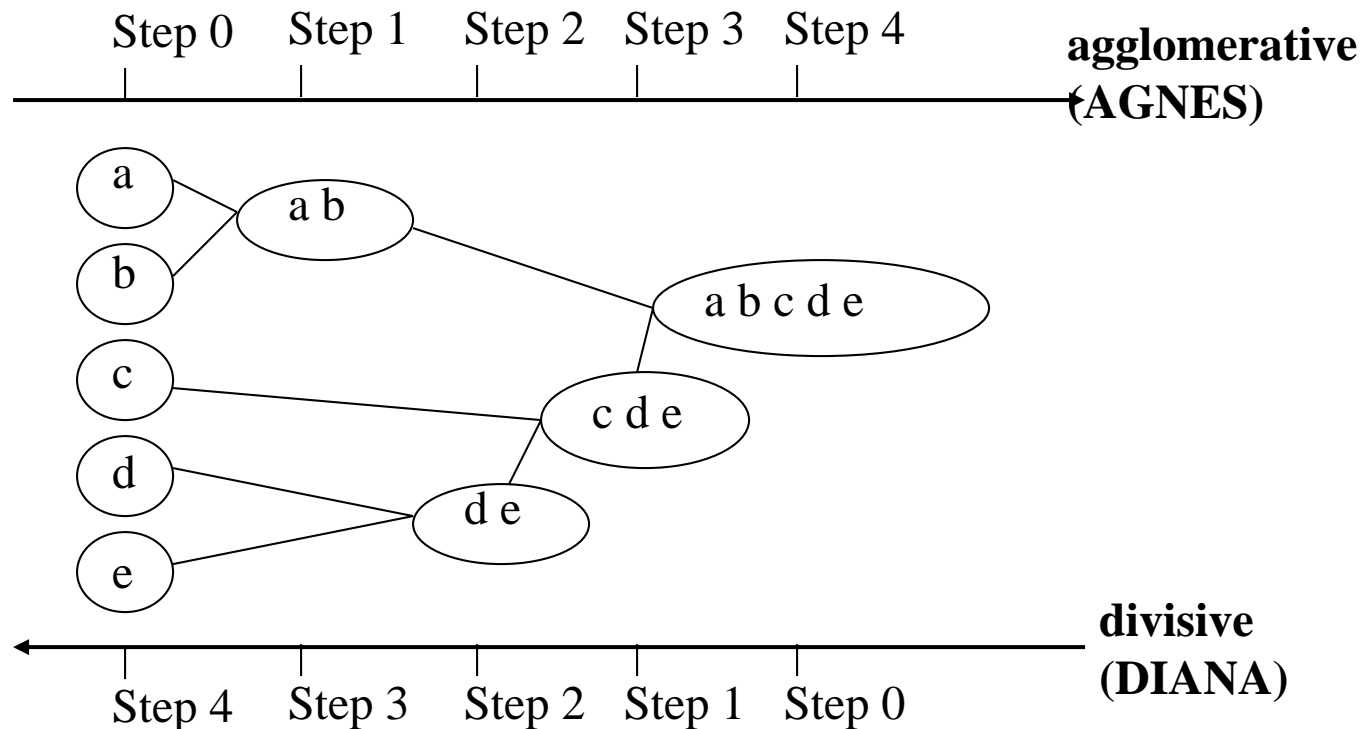 Step 0 Step 1 Step 2 Step 3 Step 4
agglomerative
(AGNES)
a
a b
b
a b c d e
c
c d e
d
d e
e
divisive
(DIANA)
Step 4 Step 3 Step 2 Step 1 Step 0